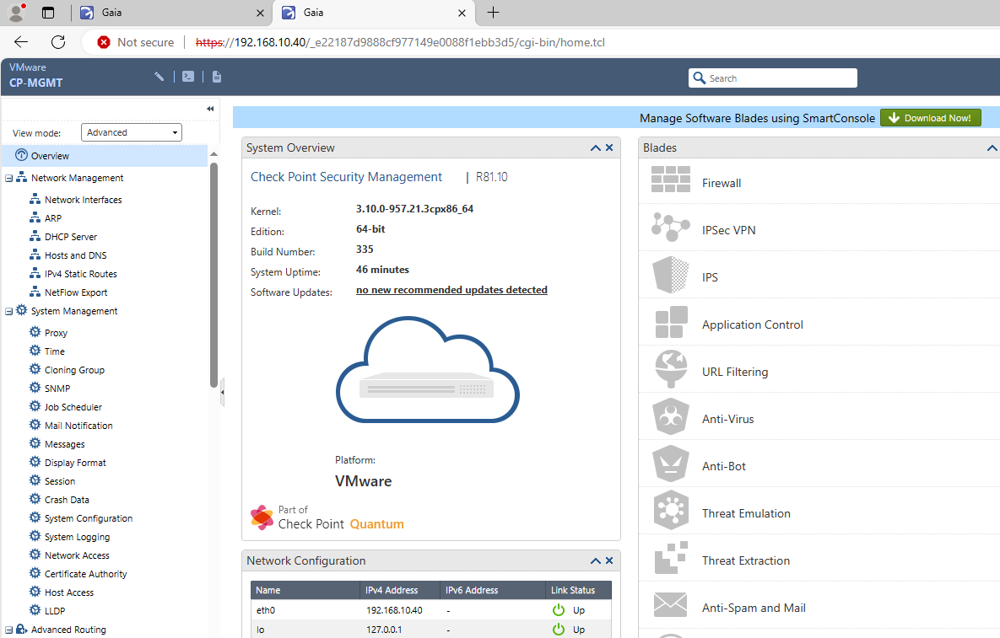 Gaia
Gaia
Not secure
https://192.168.10.40/_e22187d9888cf977149e0088f1ebb3d5/cgi-bin/home.tcl
VMware
CP-MGMT
Search
Manage Software Blades using SmartConsole
Download Now!
View mode:
Advanced
Overview
Network Management
Network Interfaces
ARP
DHCP Server
Hosts and DNS
IPv4 Static Routes
NetFlow Export
System Management
Proxy
Time
Cloning Group
SNMP
Job Scheduler
Mail Notification
Messages
Display Format
Session
Crash Data
System Configuration
System Logging
Network Access
Certificate Authority
Host Access
LLDP
Advanced Routing
System Overview
Check Point Security Management | R81.10
Kernel: 3.10.0-957.21.3cpx86_64
Edition: 64-bit
Build Number: 335
System Uptime: 46 minutes
Software Updates: no new recommended updates detected
Platform:
VMware
Part of
Check Point Quantum
Network Configuration
Name IPv4 Address IPv6 Address Link Status
eth0 192.168.10.40 - Up
lo 127.0.0.1 - Up
Blades
Firewall
IPSec VPN
IPS
Application Control
URL Filtering
Anti-Virus
Anti-Bot
Threat Emulation
Threat Extraction
Anti-Spam and Mail